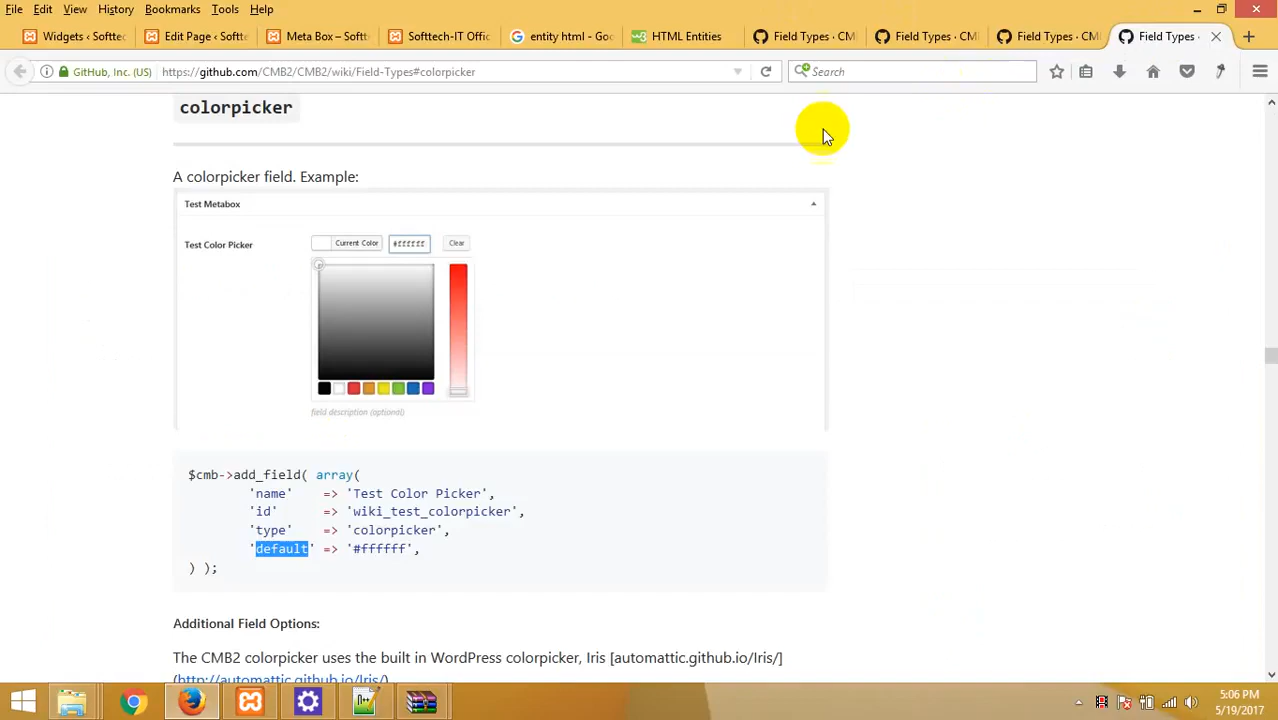 File Edit View History Bookmarks Tools Help
Widgets ‹ Softtec Edit Page ‹ Softte Meta Box – Softt Softtech-IT Offic entity html - Goo HTML Entities Field Types · CM Field Types · CM Field Types · CM Field Types ·
GitHub, Inc. (US) https://github.com/CMB2/CMB2/wiki/Field-Types#colorpicker Search
colorpicker
A colorpicker field. Example:
Test Metabox
Test Color Picker Current Color #ffffff Clear
field description (optional)
$cmb->add_field( array(
'name' => 'Test Color Picker',
'id' => 'wiki_test_colorpicker',
'type' => 'colorpicker',
'default' => '#ffffff',
) );
Additional Field Options:
The CMB2 colorpicker uses the built in WordPress colorpicker, Iris [automattic.github.io/Iris/]
(http://automattic.github.io/Iris/)
5:06 PM
5/19/2017